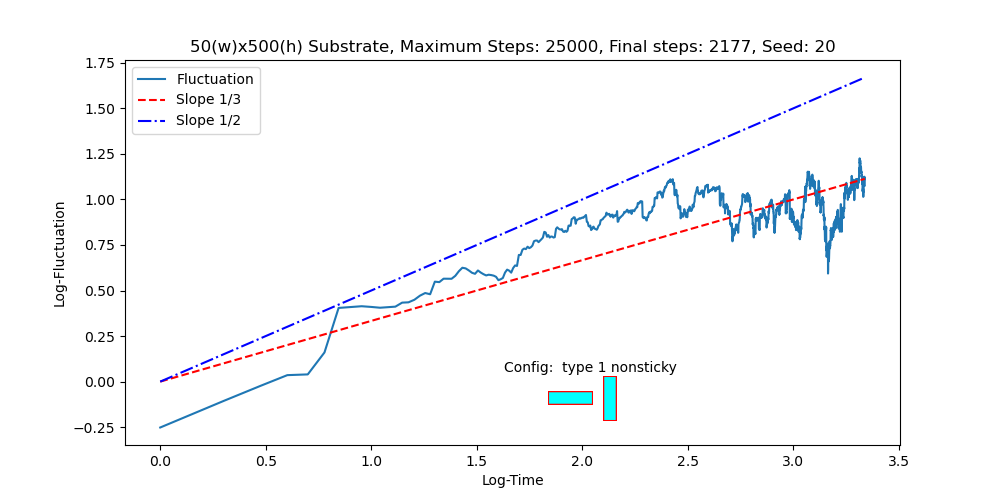 50(w)x500(h) Substrate, Maximum Steps: 25000, Final steps: 2177, Seed: 20
Fluctuation
Slope 1/3
Slope 1/2
Log-Fluctuation
1.75
1.50
1.25
1.00
0.75
0.50
0.25
0.00
−0.25
Config:  type 1 nonsticky
0.0 0.5 1.0 1.5 2.0 2.5 3.0 3.5
Log-Time